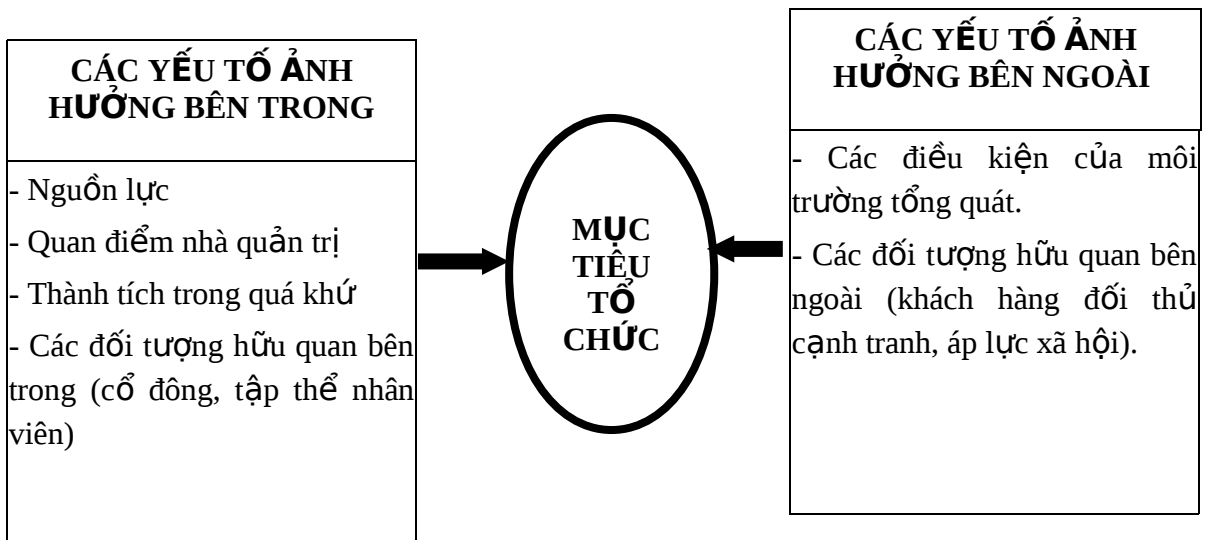 CÁC YẾU TỐ ẢNH
HƯỞNG BÊN TRONG
- Nguồn lực
- Quan điểm nhà quản trị
- Thành tích trong quá khứ
- Các đối tượng hữu quan bên
trong (cổ đông, tập thể nhân
viên)
MỤC
TIÊU
TỔ
CHỨC
CÁC YẾU TỐ ẢNH
HƯỞNG BÊN NGOÀI
- Các điều kiện của môi
trường tổng quát.
- Các đối tượng hữu quan bên
ngoài (khách hàng đối thủ
cạnh tranh, áp lực xã hội).